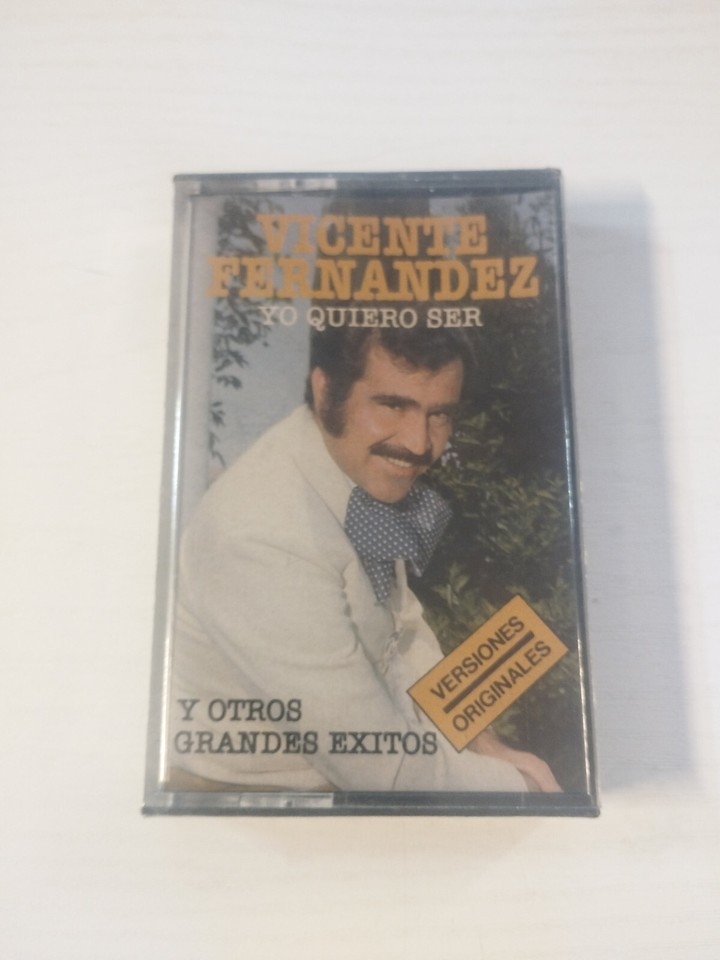 VICENTE
FERNANDEZ
YO QUIERO SER
VERSIONES
ORIGINALES
Y OTROS
GRANDES EXITOS